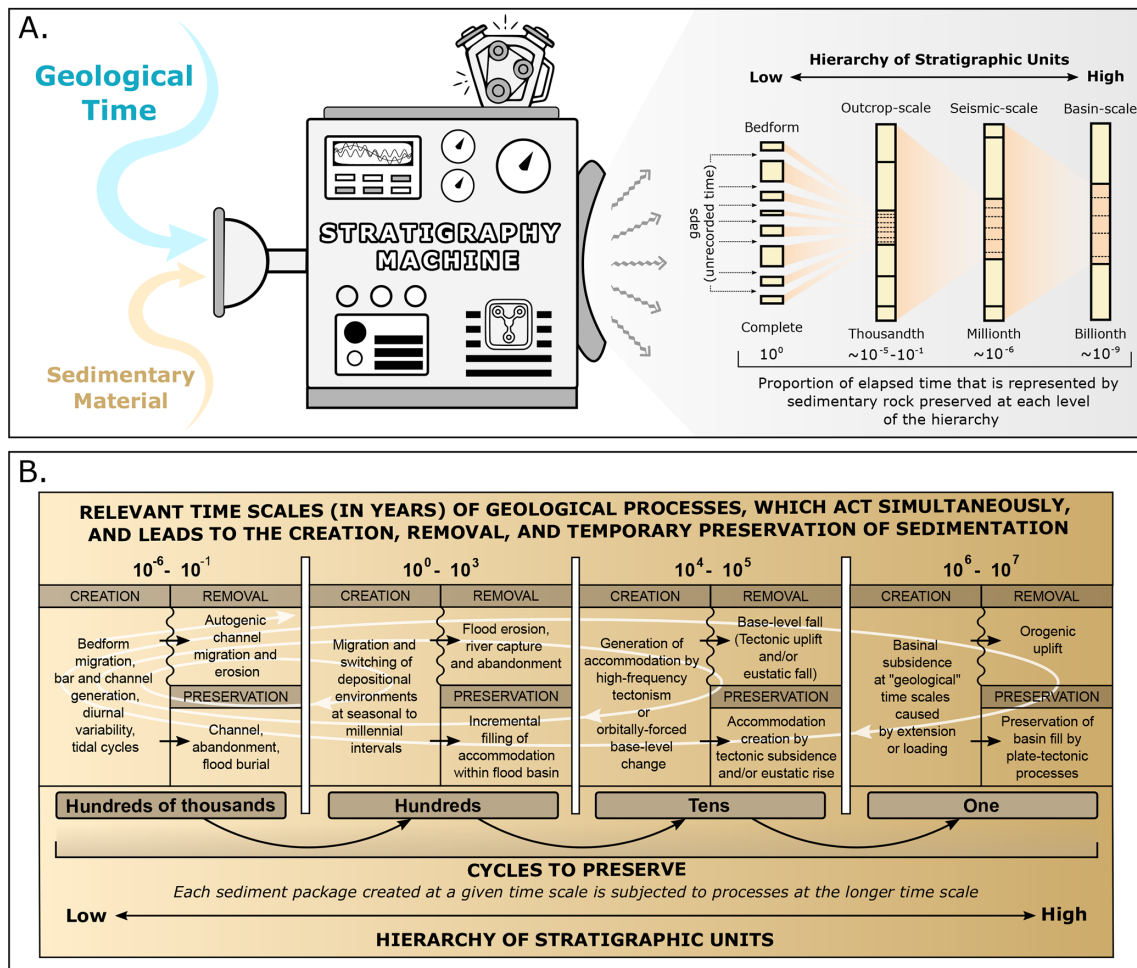 A.
Geological
Time
Sedimentary
Material
STRATIGRAPHY
MACHINE
Hierarchy of Stratigraphic Units
Low
High
Bedform
Outcrop-scale
Seismic-scale
Basin-scale
gaps
(unrecorded time)
Complete
Thousandth
Millionth
Billionth
10⁰
~10⁻⁵-10⁻¹
~10⁻⁶
~10⁻⁹
Proportion of elapsed time that is represented by
sedimentary rock preserved at each level
of the hierarchy
B.
RELEVANT TIME SCALES (IN YEARS) OF GEOLOGICAL PROCESSES, WHICH ACT SIMULTANEOUSLY,
AND LEADS TO THE CREATION, REMOVAL, AND TEMPORARY PRESERVATION OF SEDIMENTATION
10⁻⁶- 10⁻¹
CREATION
REMOVAL
Bedform
migration,
bar and channel
generation,
diurnal
variability,
tidal cycles
Autogenic
channel
migration and
erosion
PRESERVATION
Channel,
abandonment,
flood burial
10⁰ - 10³
CREATION
REMOVAL
Migration and
switching of
depositional
environments
at seasonal to
millennial
intervals
Flood erosion,
river capture
and abandonment
PRESERVATION
Incremental
filling of
accommodation
within flood basin
10⁴ - 10⁵
CREATION
REMOVAL
Generation of
accommodation by
high-frequency
tectonism
or
orbitally-forced
base-level
change
Base-level fall
(Tectonic uplift
and/or
eustatic fall)
PRESERVATION
Accommodation
creation by
tectonic subsidence
and/or eustatic rise
10⁶ - 10⁷
CREATION
REMOVAL
Basinal
subsidence
at "geological"
time scales
caused
by extension
or loading
Orogenic
uplift
PRESERVATION
Preservation of
basin fill by
plate-tectonic
processes
Hundreds of thousands
Hundreds
Tens
One
CYCLES TO PRESERVE
Each sediment package created at a given time scale is subjected to processes at the longer time scale
Low
High
HIERARCHY OF STRATIGRAPHIC UNITS